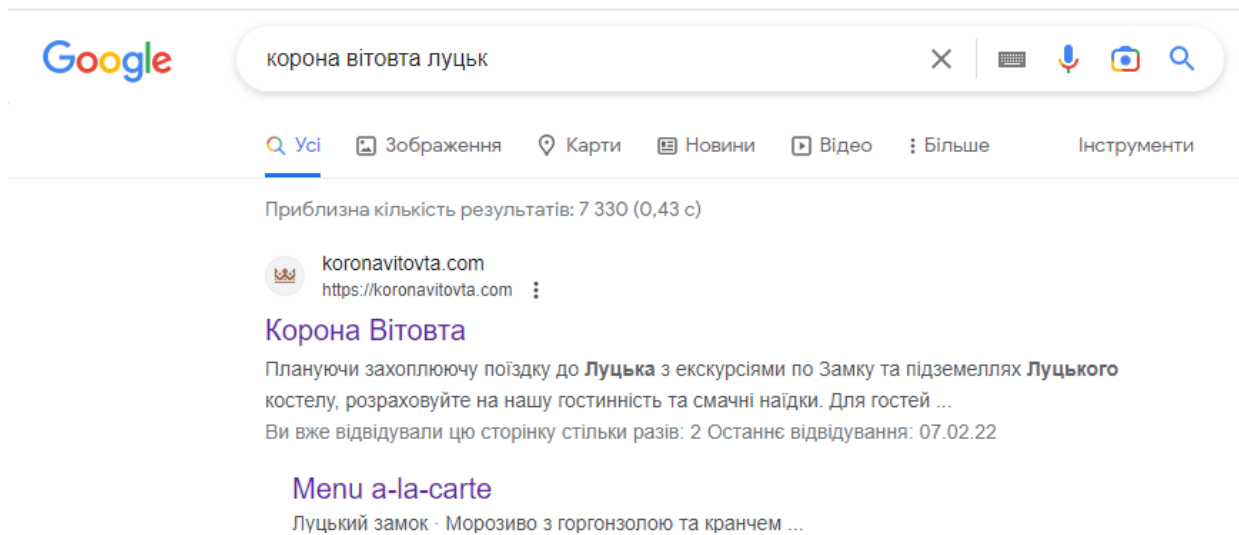 Google
корона вітовта луцьк
Усі Зображення Карти Новини Відео Більше Інструменти
Приблизна кількість результатів: 7 330 (0,43 с)
koronavitovta.com
https://koronavitovta.com
Корона Вітовта
Плануючи захоплюючу поїздку до Луцька з екскурсіями по Замку та підземеллях Луцького
костелу, розраховуйте на нашу гостинність та смачні наїдки. Для гостей ...
Ви вже відвідували цю сторінку стільки разів: 2 Останнє відвідування: 07.02.22
Menu a-la-carte
Луцький замок · Морозиво з горгонзолою та кранчем ...